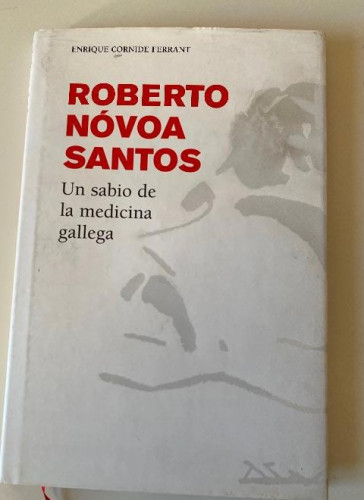 ENRIQUE CORNIDE FERRANT
ROBERTO
NÓVOA
SANTOS
Un sabio de
la medicina
gallega